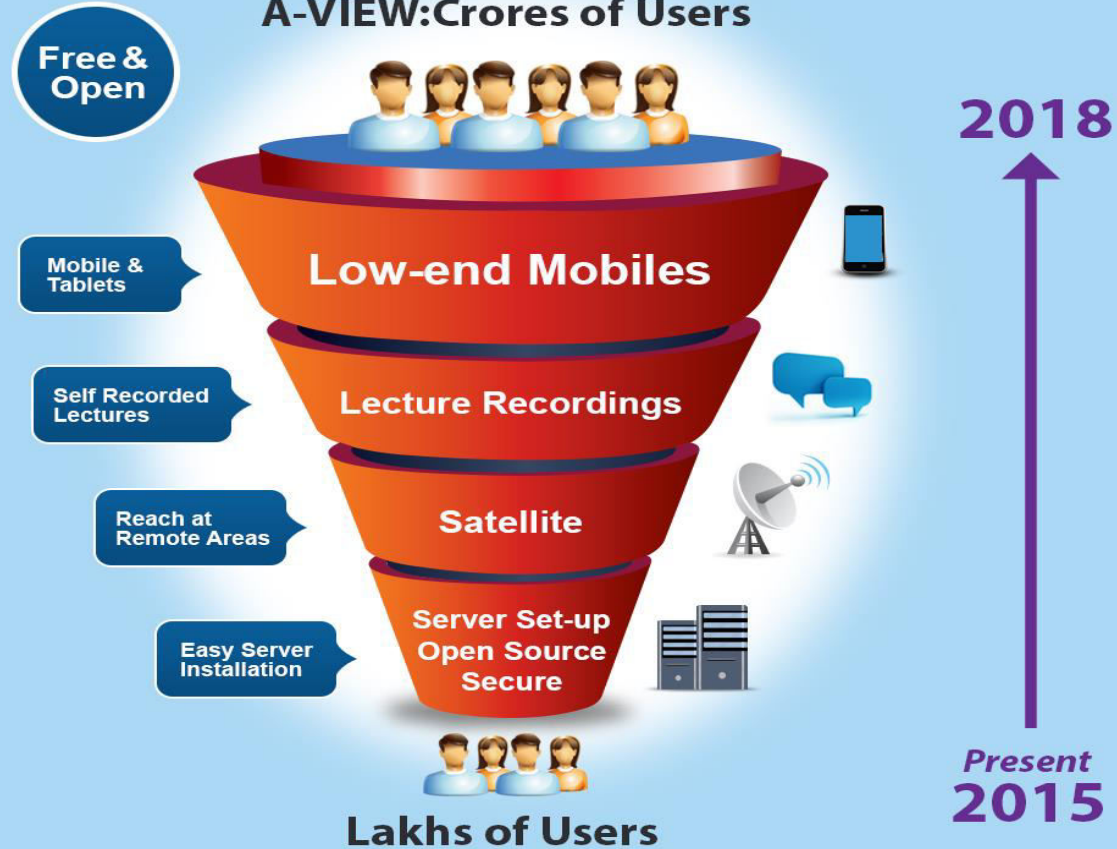 A-VIEW:Crores of Users
Free &
Open
2018
Mobile &
Tablets
Low-end Mobiles
Self Recorded
Lectures
Lecture Recordings
Reach at
Remote Areas
Satellite
Easy Server
Installation
Server Set-up
Open Source
Secure
Present
2015
Lakhs of Users